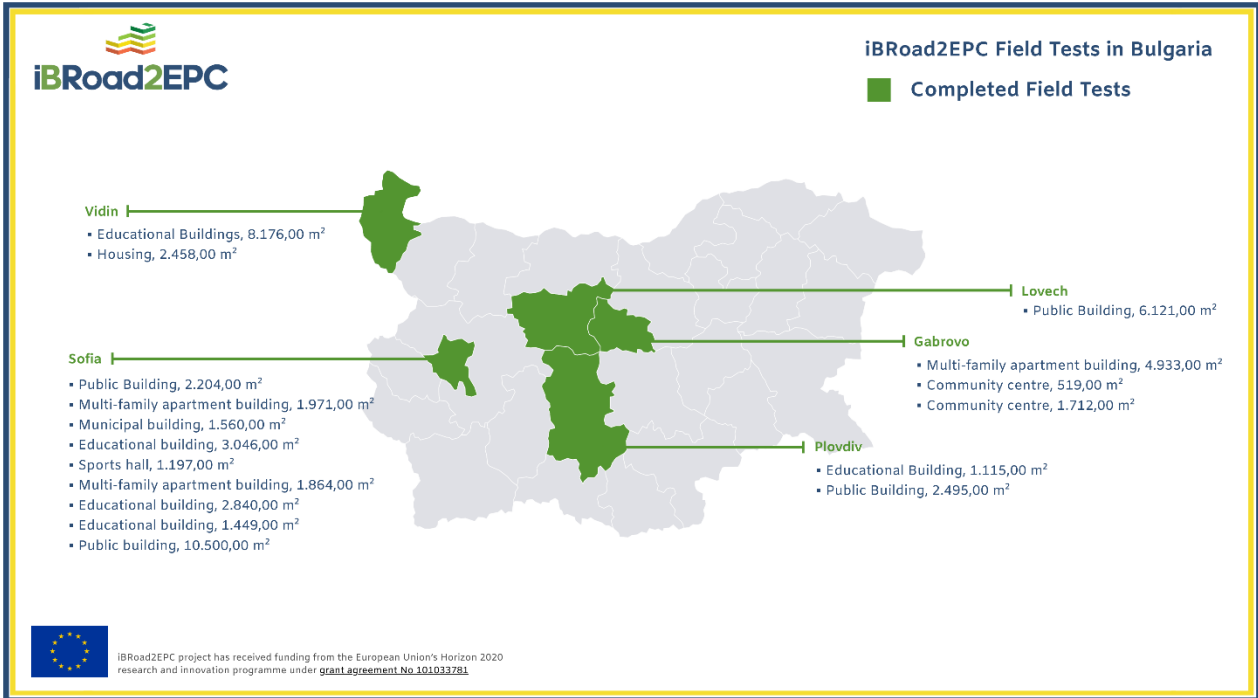 iBRoad2EPC
iBRoad2EPC Field Tests in Bulgaria
Completed Field Tests
Vidin
▪ Educational Buildings, 8.176,00 m²
▪ Housing, 2.458,00 m²
Lovech
▪ Public Building, 6.121,00 m²
Gabrovo
▪ Multi-family apartment building, 4.933,00 m²
▪ Community centre, 519,00 m²
▪ Community centre, 1.712,00 m²
Sofia
▪ Public Building, 2.204,00 m²
▪ Multi-family apartment building, 1.971,00 m²
▪ Municipal building, 1.560,00 m²
▪ Educational building, 3.046,00 m²
▪ Sports hall, 1.197,00 m²
▪ Multi-family apartment building, 1.864,00 m²
▪ Educational building, 2.840,00 m²
▪ Educational building, 1.449,00 m²
▪ Public building, 10.500,00 m²
Plovdiv
▪ Educational Building, 1.115,00 m²
▪ Public Building, 2.495,00 m²
iBRoad2EPC project has received funding from the European Union's Horizon 2020
research and innovation programme under grant agreement No 101033781